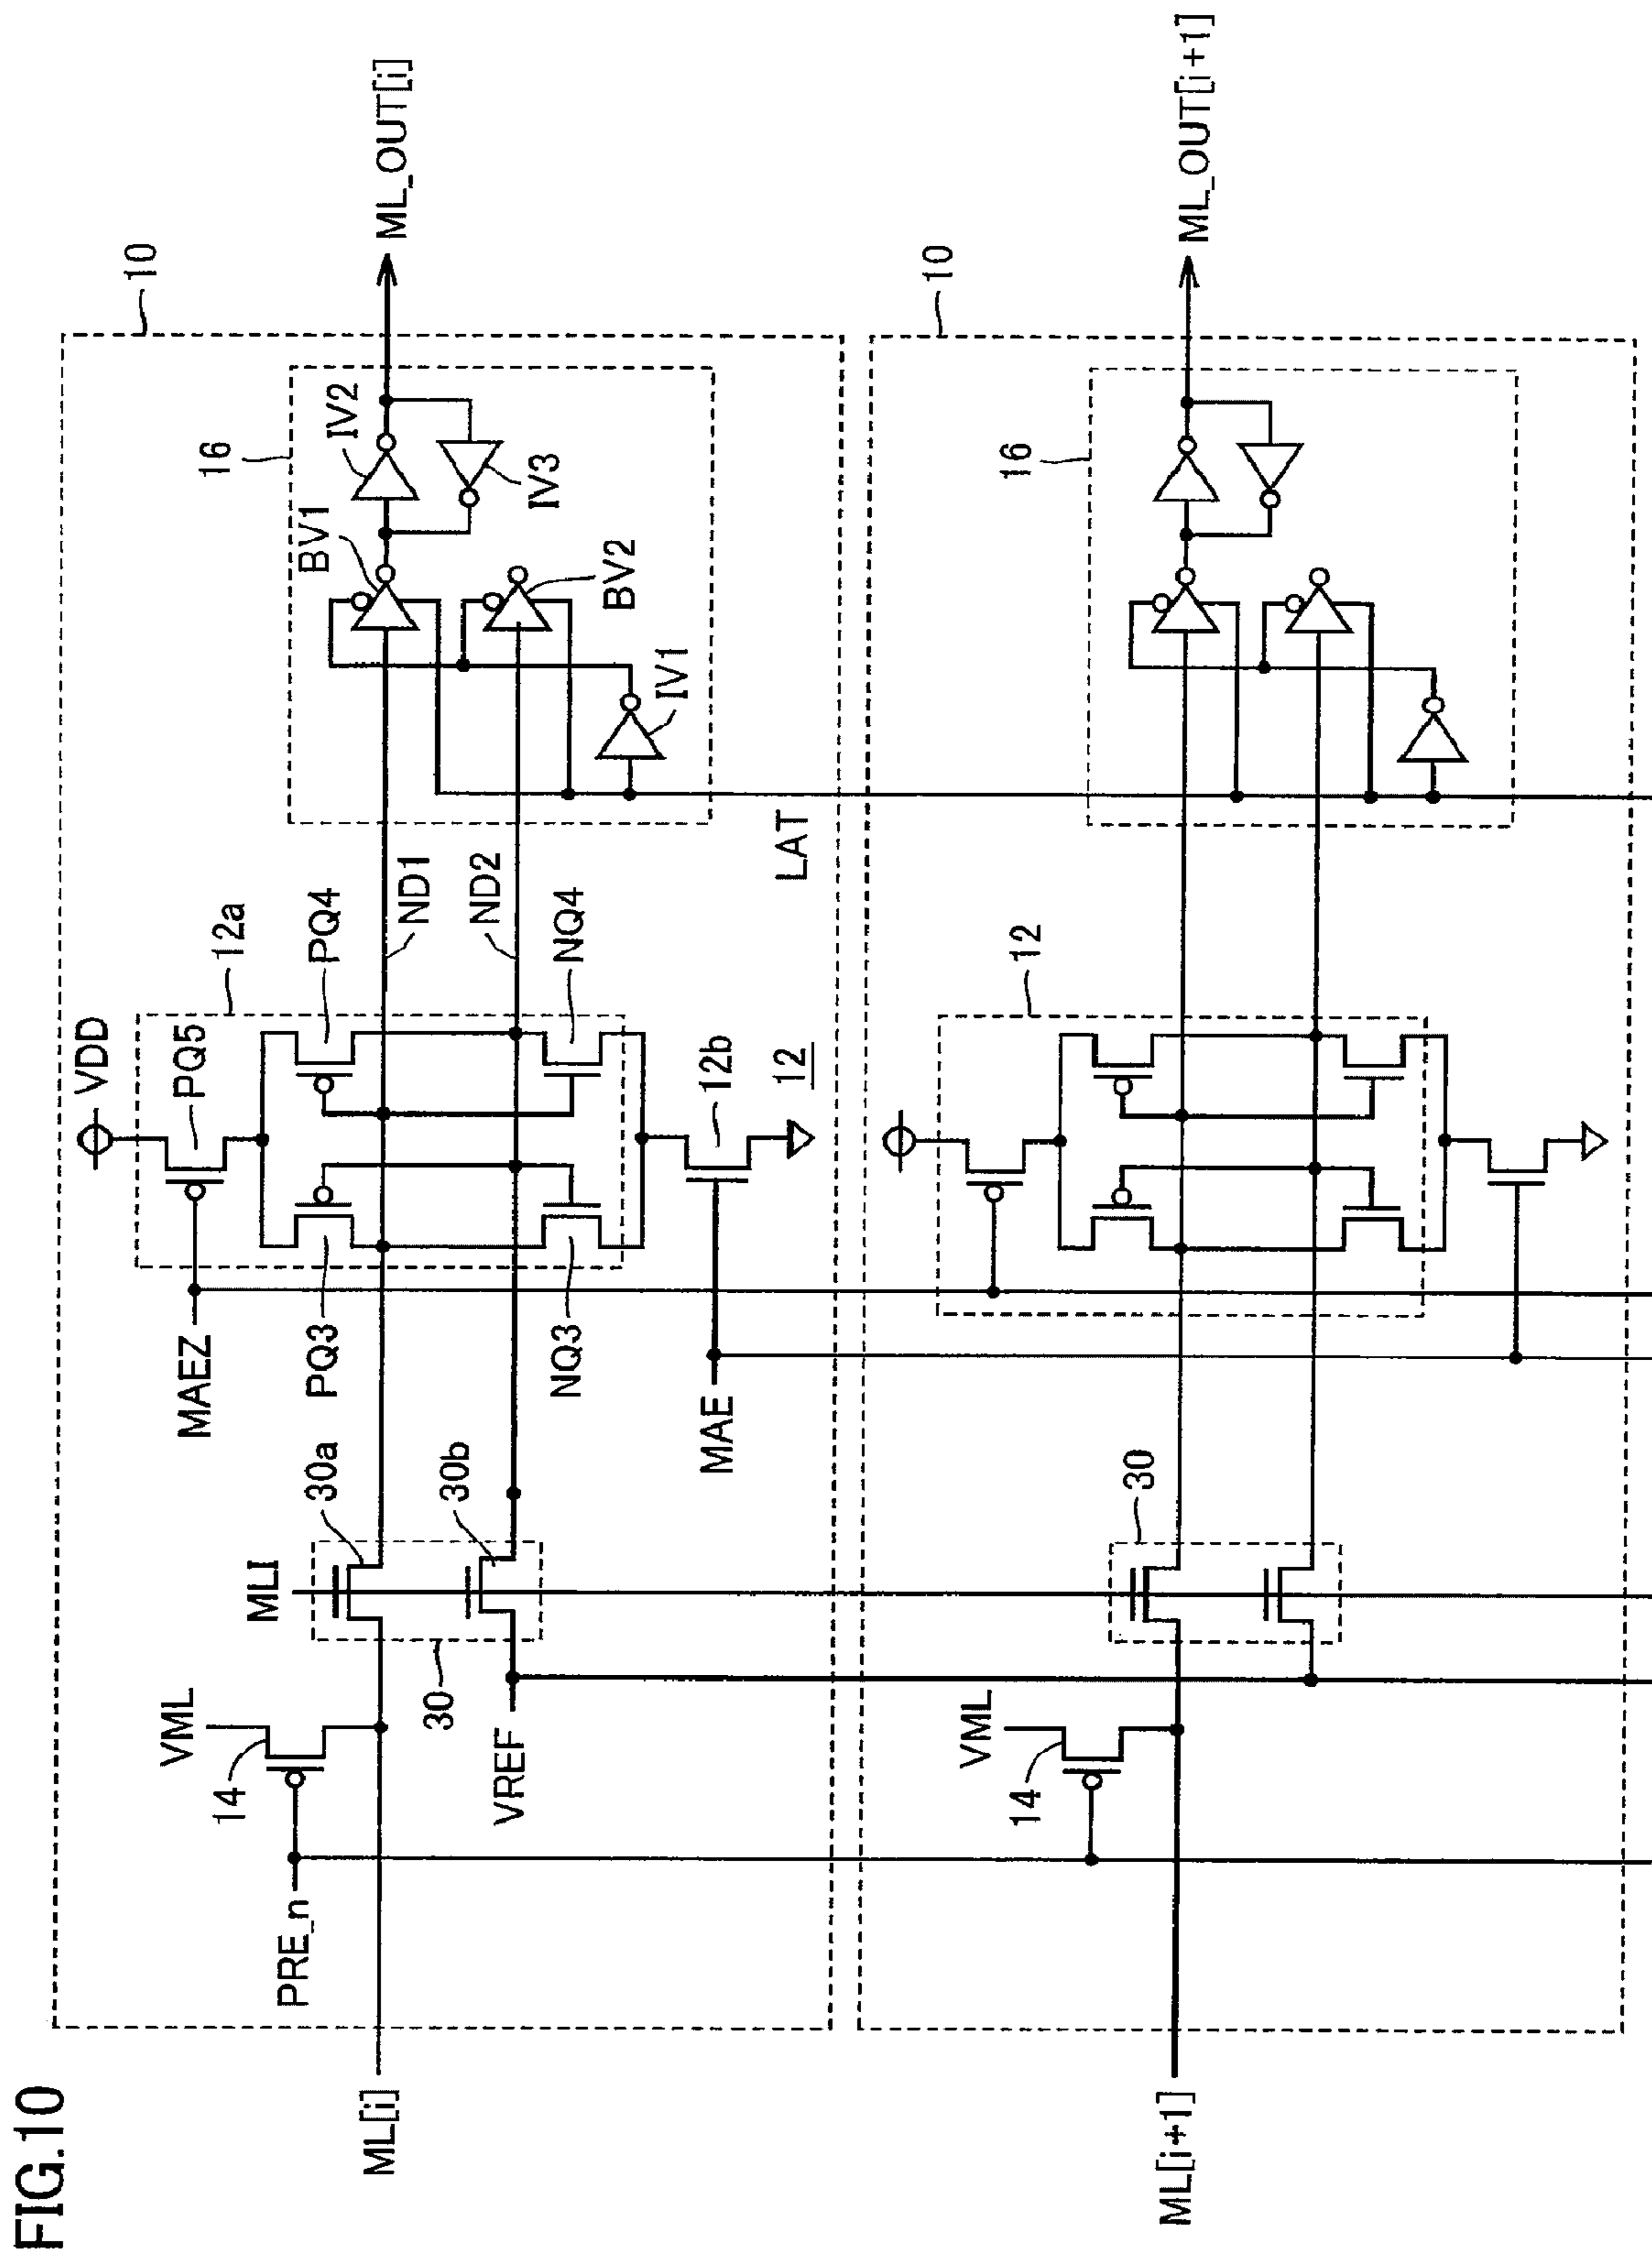 FIG.10
10
VDD
12a
MAEZ
PQ5
16
VML
MLI
30a
PQ3
PQ4
BV1
IV2
14
ML[i]
ND1
ML_OUT[i]
PRE_n
30
30b
ND2
IV3
VREF
NQ3
NQ4
BV2
IV1
MAE
12b
12
LAT
10
VML
14
30
12
16
ML[i+1]
ML_OUT[i+1]